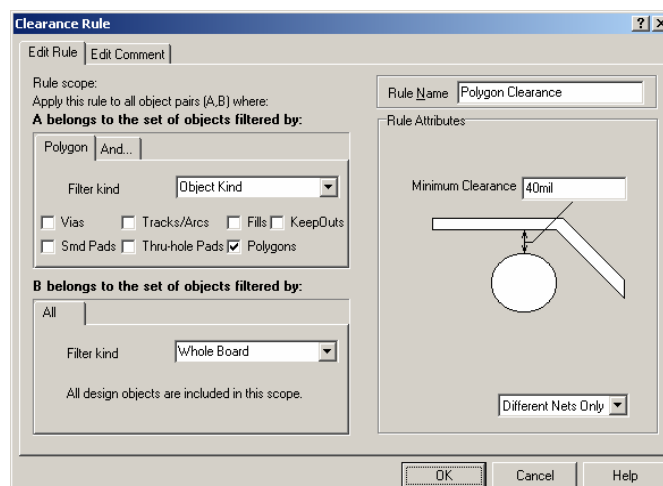 Clearance Rule
Edit Rule
Edit Comment
Rule scope:
Apply this rule to all object pairs (A,B) where:
A belongs to the set of objects filtered by:
Polygon
And...
Filter kind
Object Kind
Vias
Tracks/Arcs
Fills
KeepOuts
Smd Pads
Thru-hole Pads
Polygons
B belongs to the set of objects filtered by:
All
Filter kind
Whole Board
All design objects are included in this scope.
Rule Name
Polygon Clearance
Rule Attributes
Minimum Clearance
40mil
Different Nets Only
OK
Cancel
Help